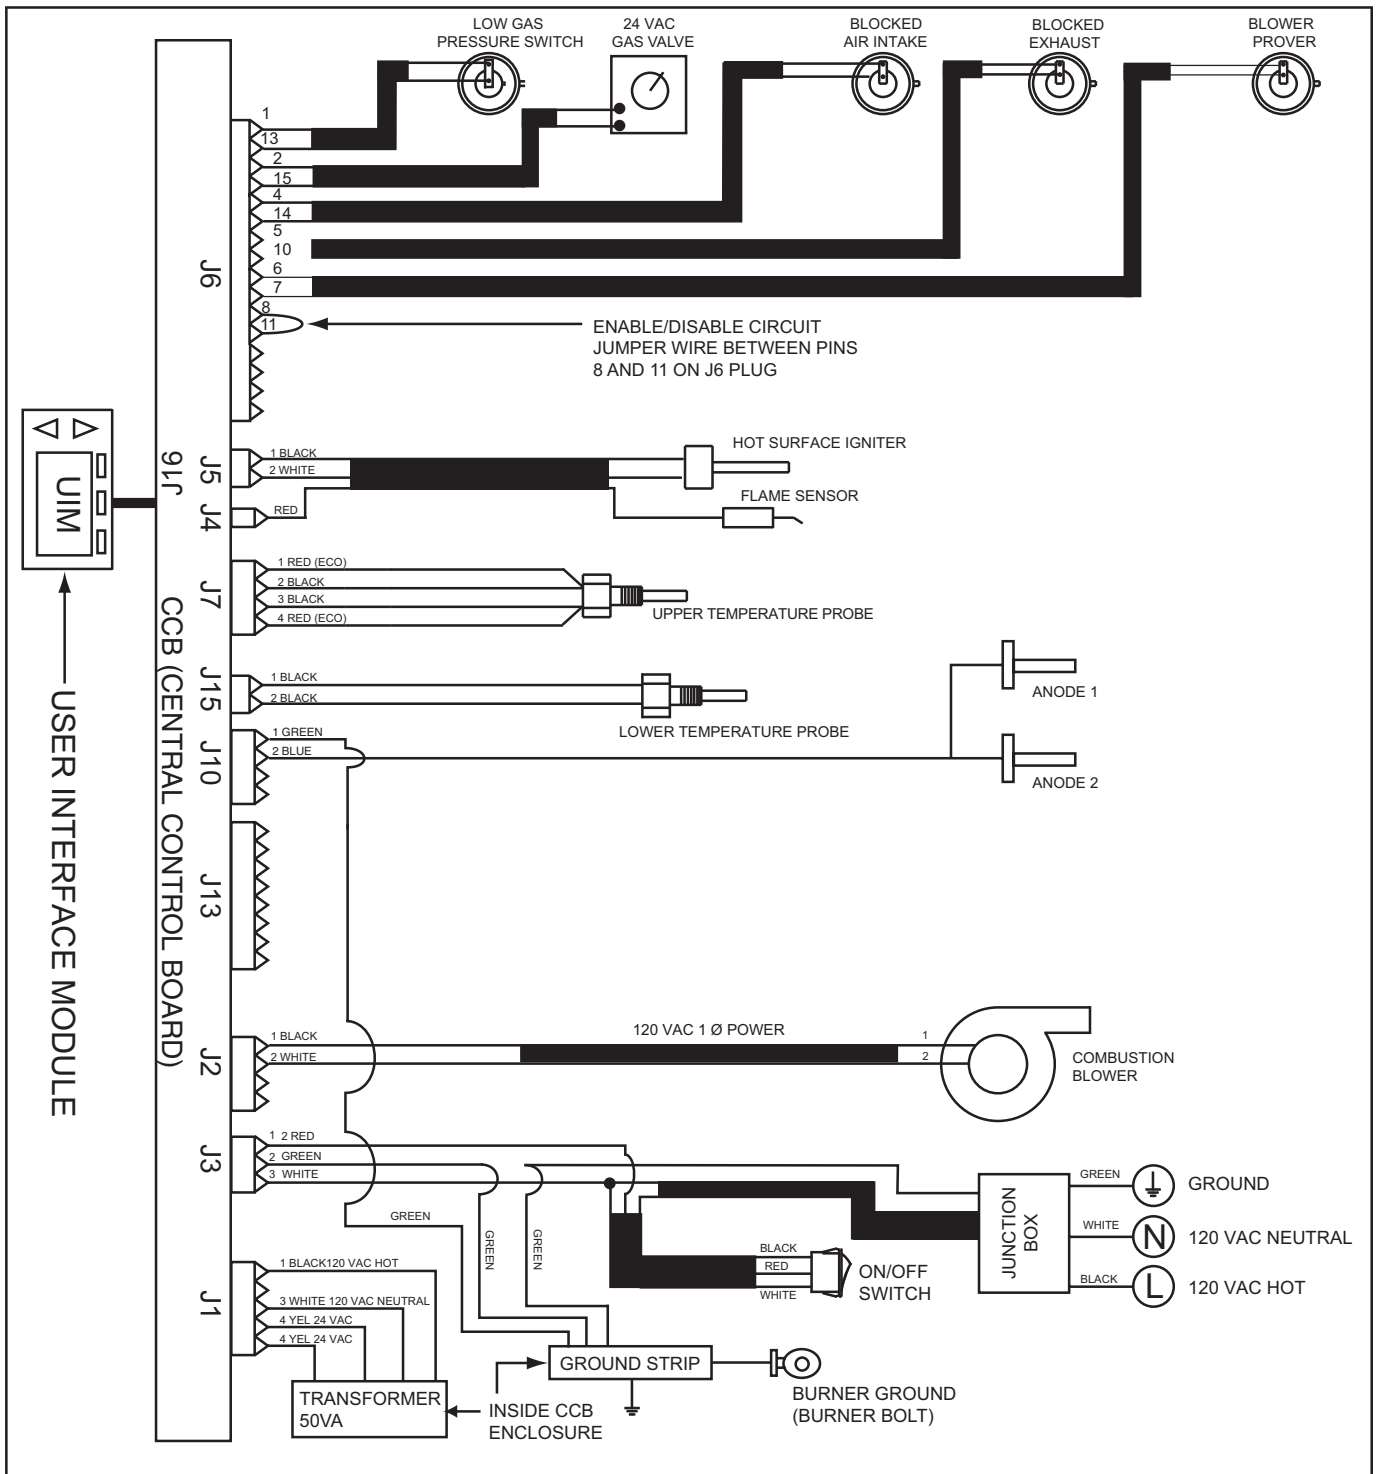 LOW GAS
PRESSURE SWITCH
24 VAC
GAS VALVE
BLOCKED
AIR INTAKE
BLOCKED
EXHAUST
BLOWER
PROVER
1
13
2
15
4
14
5
10
6
7
8
11
J6
ENABLE/DISABLE CIRCUIT
JUMPER WIRE BETWEEN PINS
8 AND 11 ON J6 PLUG
UIM
USER INTERFACE MODULE
J16
CCB (CENTRAL CONTROL BOARD)
J5
1 BLACK
2 WHITE
HOT SURFACE IGNITER
J4
RED
FLAME SENSOR
J7
1 RED (ECO)
2 BLACK
3 BLACK
4 RED (ECO)
UPPER TEMPERATURE PROBE
J15
1 BLACK
2 BLACK
LOWER TEMPERATURE PROBE
J10
1 GREEN
2 BLUE
ANODE 1
ANODE 2
J13
J2
1 BLACK
2 WHITE
120 VAC 1 Ø POWER
1
2
COMBUSTION
BLOWER
J3
1 2 RED
2 GREEN
3 WHITE
GREEN
GREEN
GREEN
BLACK
RED
WHITE
ON/OFF
SWITCH
JUNCTION
BOX
GREEN
GROUND
WHITE
N
120 VAC NEUTRAL
BLACK
L
120 VAC HOT
J1
1 BLACK120 VAC HOT
3 WHITE 120 VAC NEUTRAL
4 YEL 24 VAC
4 YEL 24 VAC
TRANSFORMER
50VA
INSIDE CCB
ENCLOSURE
GROUND STRIP
BURNER GROUND
(BURNER BOLT)